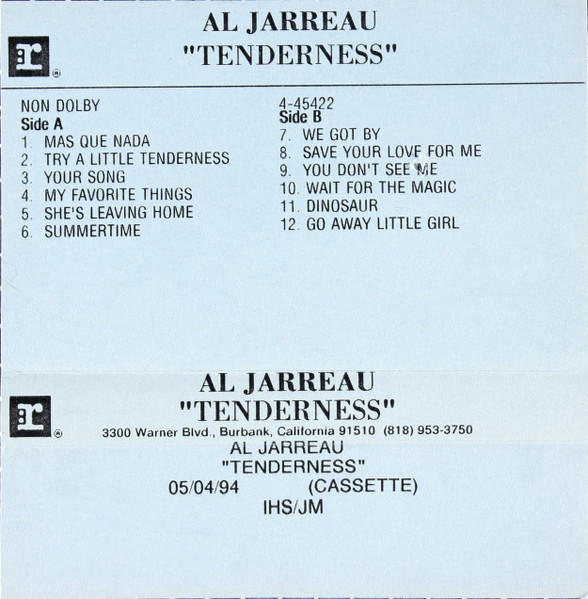 AL JARREAU
"TENDERNESS"
r®
NON DOLBY
Side A
1. MAS QUE NADA
2. TRY A LITTLE TENDERNESS
3. YOUR SONG
4. MY FAVORITE THINGS
5. SHE'S LEAVING HOME
6. SUMMERTIME
4-45422
Side B
7. WE GOT BY
8. SAVE YOUR LOVE FOR ME
9. YOU DON'T SEE ME
10. WAIT FOR THE MAGIC
11. DINOSAUR
12. GO AWAY LITTLE GIRL
AL JARREAU
"TENDERNESS"
r®
3300 Warner Blvd., Burbank, California 91510 (818) 953-3750
AL JARREAU
"TENDERNESS"
05/04/94 (CASSETTE)
IHS/JM